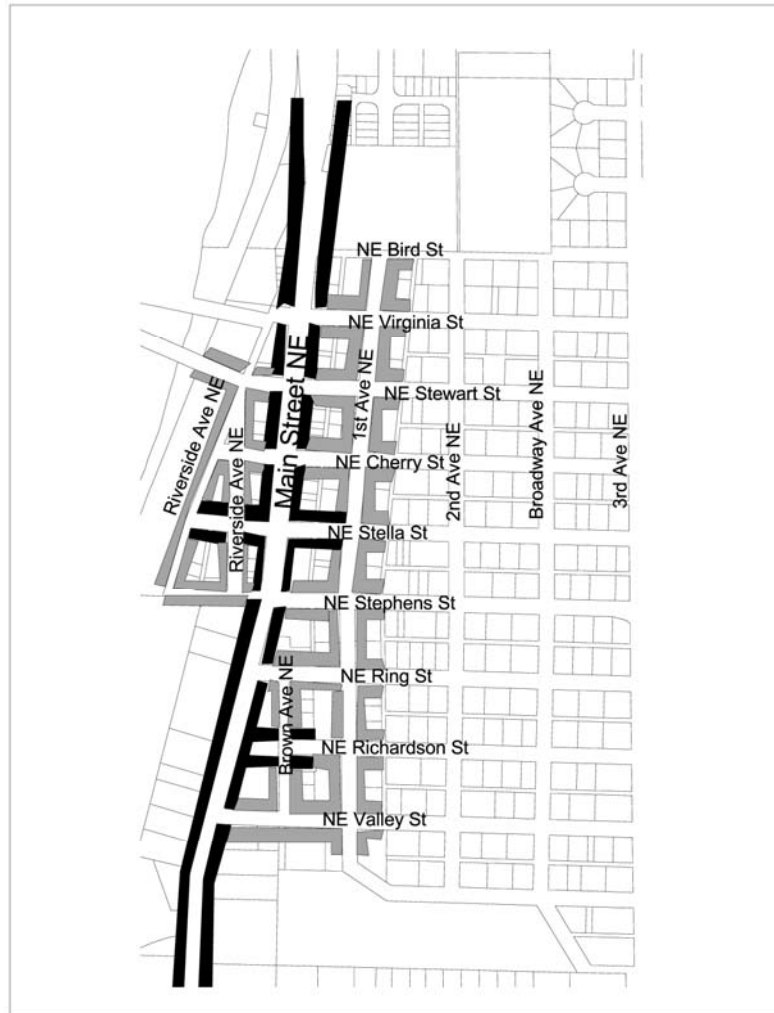 NE Bird St
NE Virginia St
Main Street NE
1st Ave NE
NE Stewart St
Riverside Ave NE
Riverside Ave NE
2nd Ave NE
Broadway Ave NE
3rd Ave NE
NE Cherry St
NE Stella St
NE Stephens St
NE Ring St
Brown Ave NE
NE Richardson St
NE Valley St